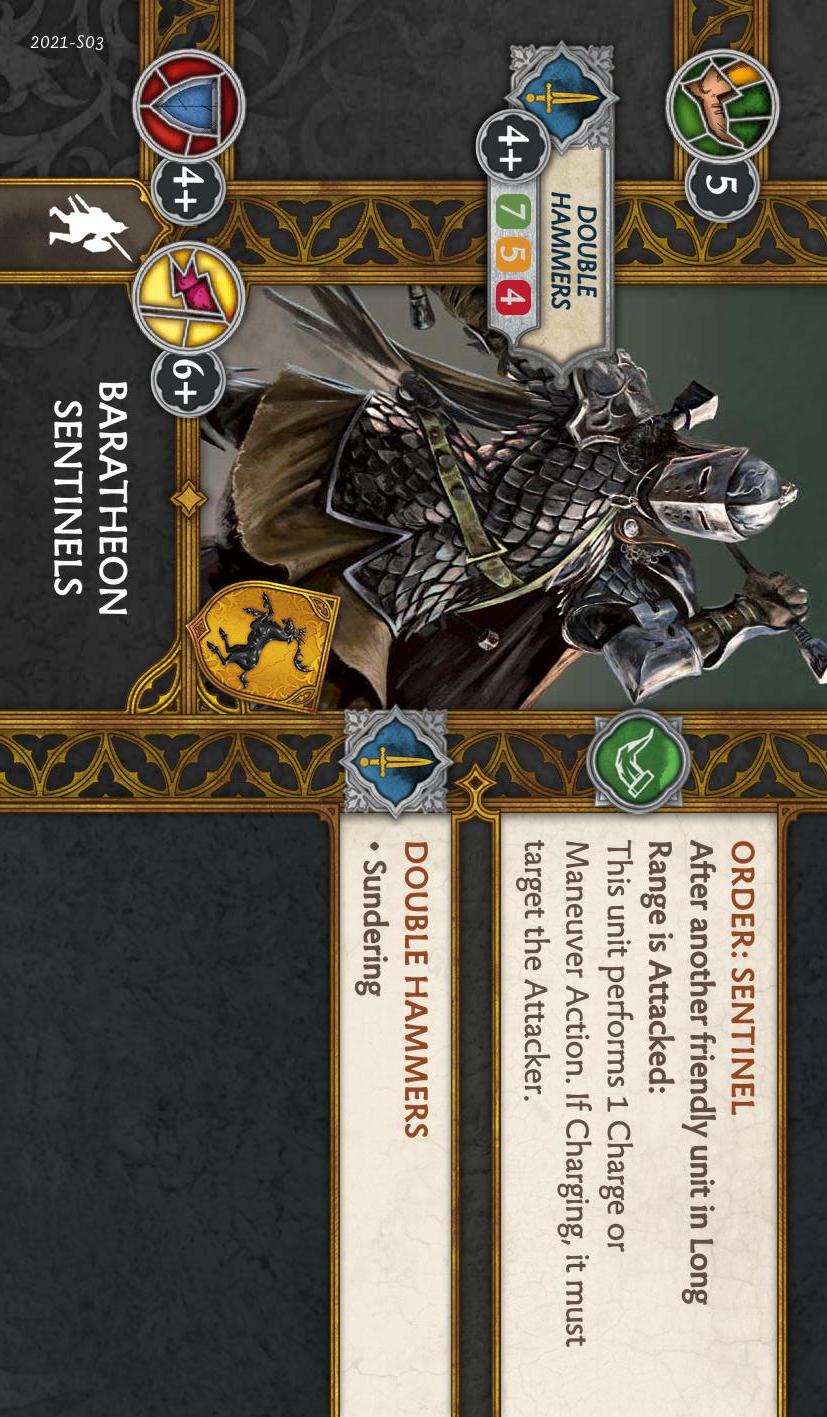 5
DOUBLE
HAMMERS
4+
7 5 4
4+
6+
BARATHEON
SENTINELS
ORDER: SENTINEL
After another friendly unit in Long
Range is Attacked:
This unit performs 1 Charge or
Maneuver Action. If Charging, it must
target the Attacker.
DOUBLE HAMMERS
• Sundering
2021-S03